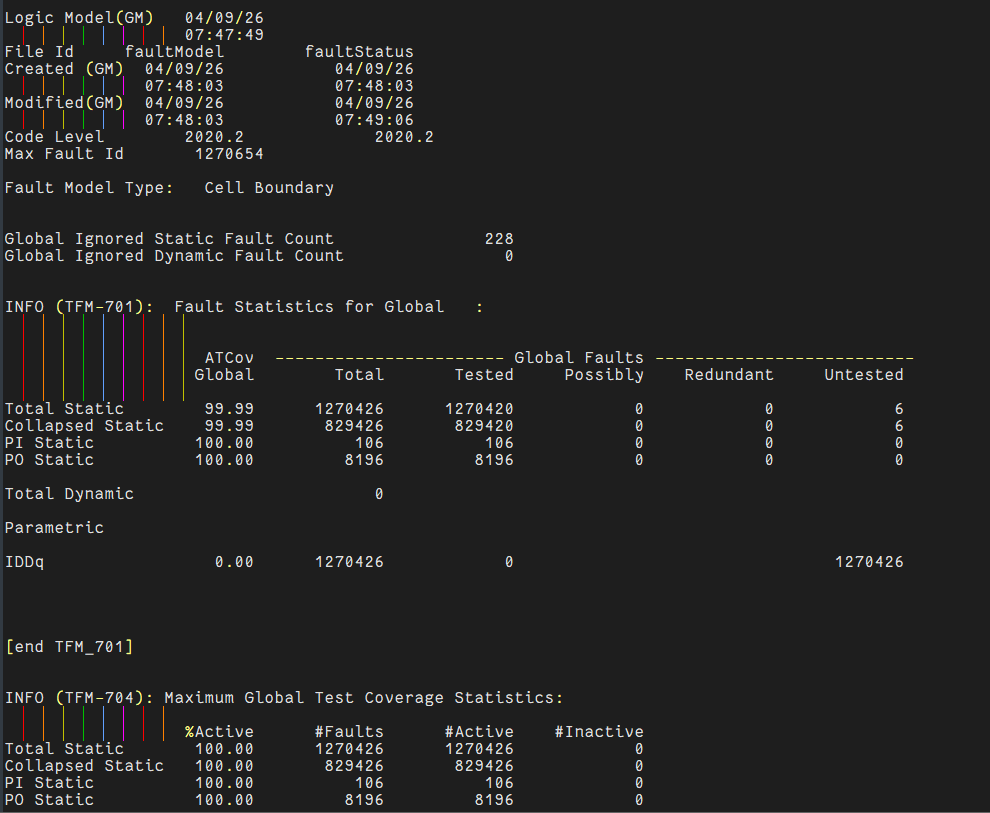 Logic Model(GM)   04/09/26
                  07:47:49
File Id     faultModel        faultStatus
Created (GM)  04/09/26           04/09/26
              07:48:03           07:48:03
Modified(GM)  04/09/26           04/09/26
              07:48:03           07:49:06
Code Level        2020.2             2020.2
Max Fault Id       1270654
Fault Model Type:   Cell Boundary
Global Ignored Static Fault Count               228
Global Ignored Dynamic Fault Count                0
INFO (TFM-701):  Fault Statistics for Global   :
                    ATCov  ----------------------- Global Faults --------------------------
                   Global        Total       Tested     Possibly    Redundant     Untested
Total Static        99.99      1270426      1270420            0            0            6
Collapsed Static    99.99       829426       829420            0            0            6
PI Static          100.00          106          106            0            0            0
PO Static          100.00         8196         8196            0            0            0
Total Dynamic                        0
Parametric
IDDq                 0.00      1270426            0                                1270426
[end TFM_701]
INFO (TFM-704): Maximum Global Test Coverage Statistics:
                  %Active      #Faults      #Active    #Inactive
Total Static       100.00      1270426      1270426            0
Collapsed Static   100.00       829426       829426            0
PI Static          100.00          106          106            0
PO Static          100.00         8196         8196            0